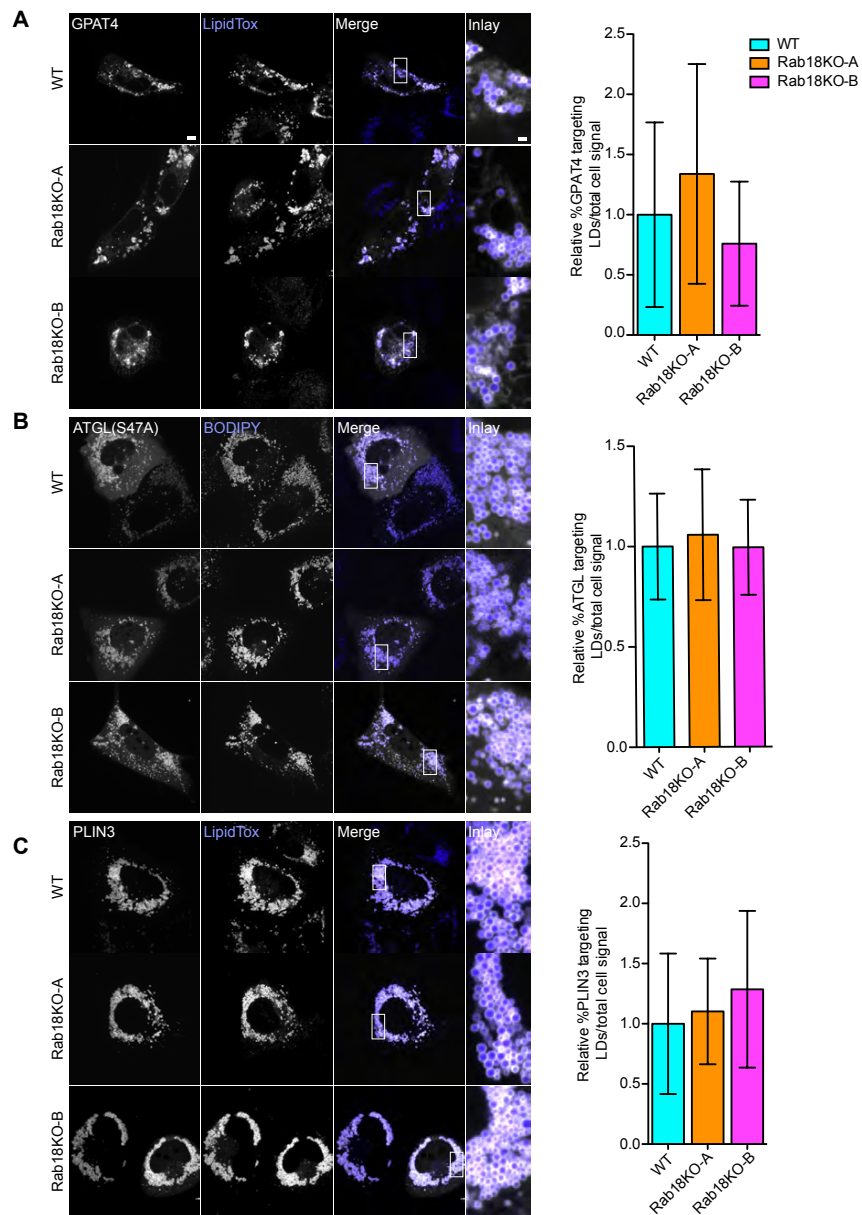 A
GPAT4 LipidTox Merge Inlay
WT
Rab18KO-A
Rab18KO-B
Relative %GPAT4 targeting
LDs/total cell signal
2.5
2.0
1.5
1.0
0.5
0.0
WT
Rab18KO-A
Rab18KO-B
WT
Rab18KO-A
Rab18KO-B
B
ATGL(S47A) BODIPY Merge Inlay
WT
Rab18KO-A
Rab18KO-B
Relative %ATGL targeting
LDs/total cell signal
1.5
1.0
0.5
0.0
WT
Rab18KO-A
Rab18KO-B
C
PLIN3 LipidTox Merge Inlay
WT
Rab18KO-A
Rab18KO-B
Relative %PLIN3 targeting
LDs/total cell signal
2.5
2.0
1.5
1.0
0.5
0.0
WT
Rab18KO-A
Rab18KO-B